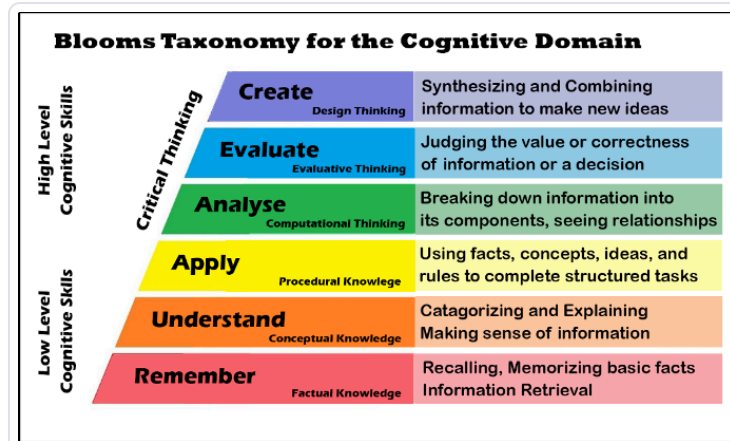 Blooms Taxonomy for the Cognitive Domain
High Level
Cognitive Skills
Critical Thinking
Create
Design Thinking
Synthesizing and Combining
information to make new ideas
Evaluate
Evaluative Thinking
Judging the value or correctness
of information or a decision
Analyse
Computational Thinking
Breaking down information into
its components, seeing relationships
Low Level
Cognitive Skills
Apply
Procedural Knowlege
Using facts, concepts, ideas, and
rules to complete structured tasks
Understand
Conceptual Knowledge
Catagorizing and Explaining
Making sense of information
Remember
Factual Knowledge
Recalling, Memorizing basic facts
Information Retrieval